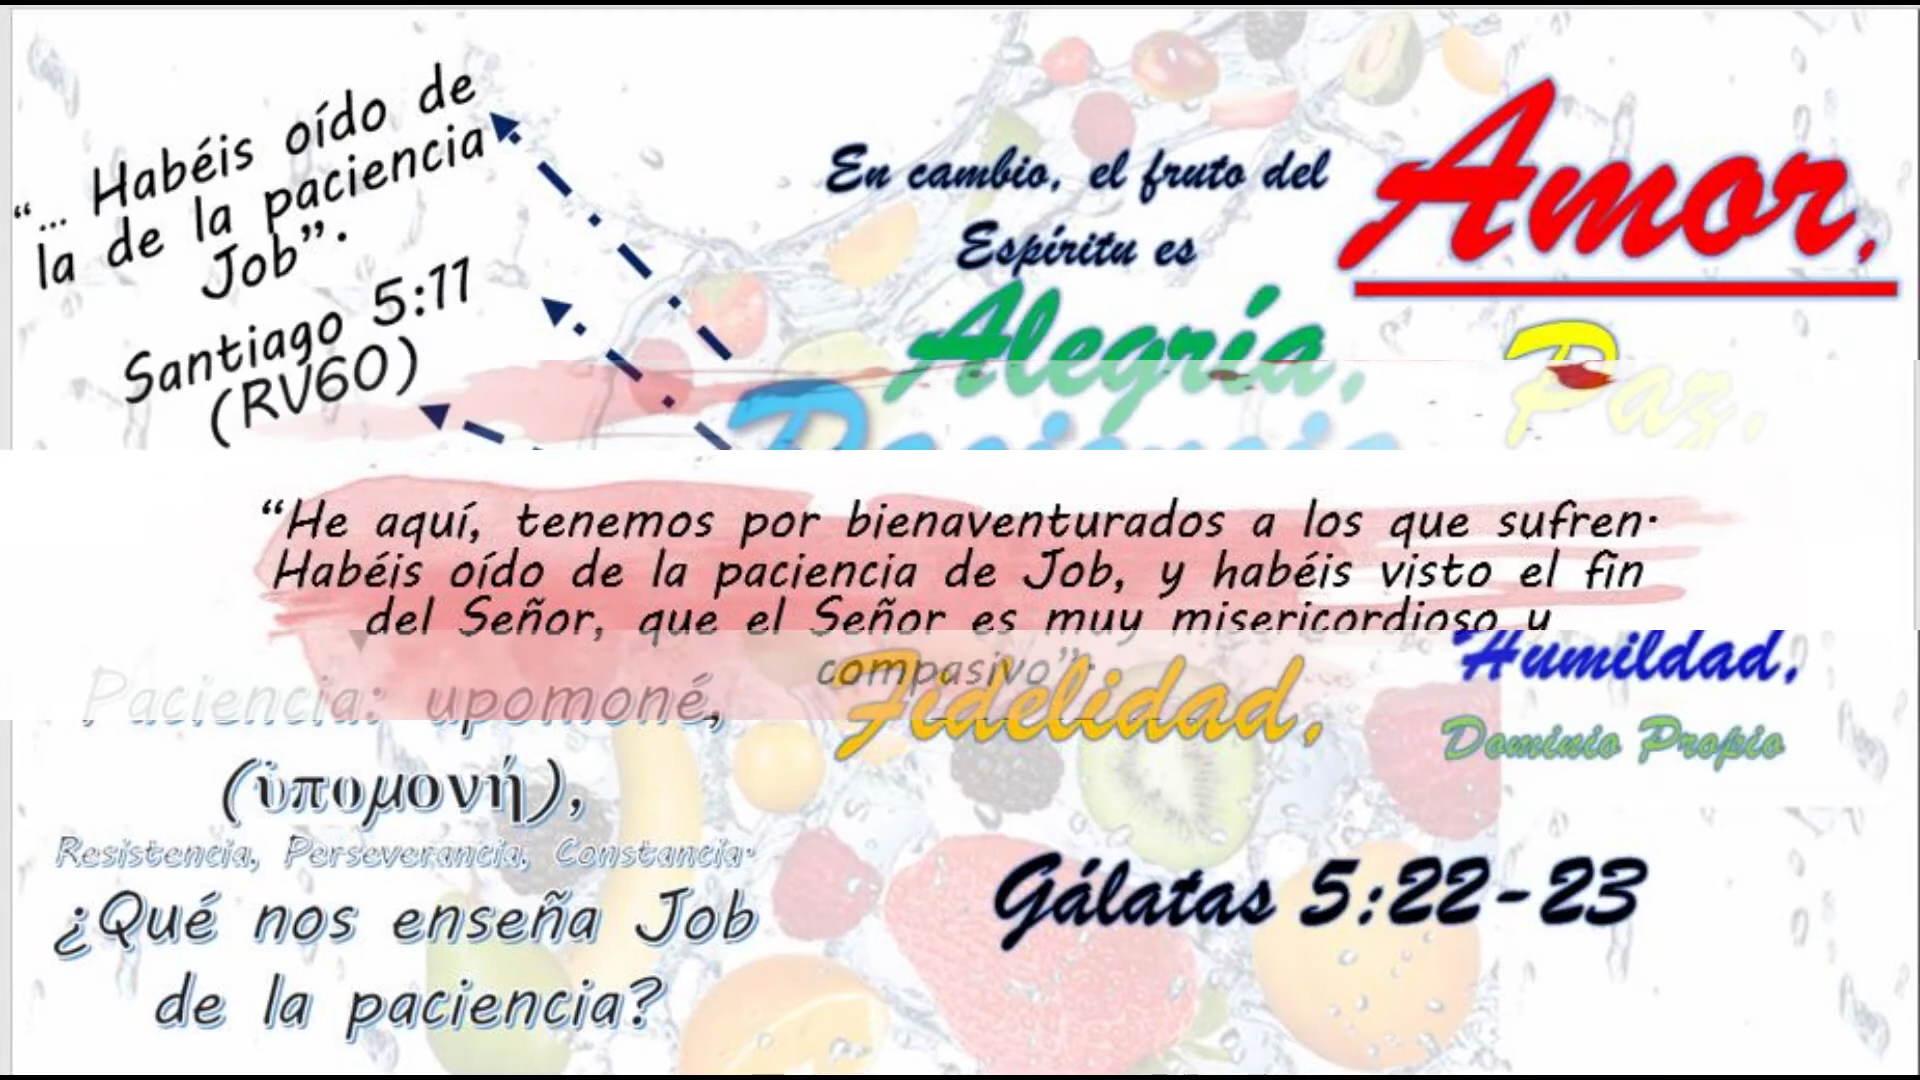 “… Habéis oído de
la de la paciencia
Job”.
Santiago 5:11
(RV60)
En cambio, el fruto del
Espíritu es
Amor,
Alegría,
Paz,
Paciencia
“He aquí, tenemos por bienaventurados a los que sufren.
Habéis oído de la paciencia de Job, y habéis visto el fin
del Señor, que el Señor es muy misericordioso y
compasivo”.
Humildad,
Fidelidad,
Dominio Propio
Paciencia: upomoné,
(ὑπομονή),
Resistencia, Perseverancia, Constancia.
¿Qué nos enseña Job
de la paciencia?
Gálatas 5:22-23